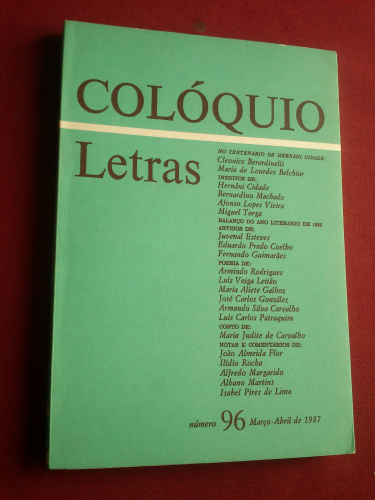 COLÓQUIO
Letras
NO CENTENÁRIO DE HERNÂNI CIDADE:
Cleonice Berardinelli
Maria de Lourdes Belchior
INÉDITOS DE:
Hernâni Cidade
Bernardino Machado
Afonso Lopes Vieira
Miguel Torga
BALANÇO DO ANO LITERÁRIO DE 1985
ARTIGOS DE:
Juvenal Esteves
Eduardo Prado Coelho
Fernando Guimarães
POESIA DE:
Armindo Rodrigues
Luís Veiga Leitão
Maria Aliete Galhoz
José Carlos González
Armando Silva Carvalho
Luís Carlos Patraquim
CONTO DE:
Maria Judite de Carvalho
NOTAS E COMENTÁRIOS DE:
João Almeida Flor
Ilídio Rocha
Alfredo Margarido
Albano Martins
Isabel Pires de Lima
número 96 Março-Abril de 1987